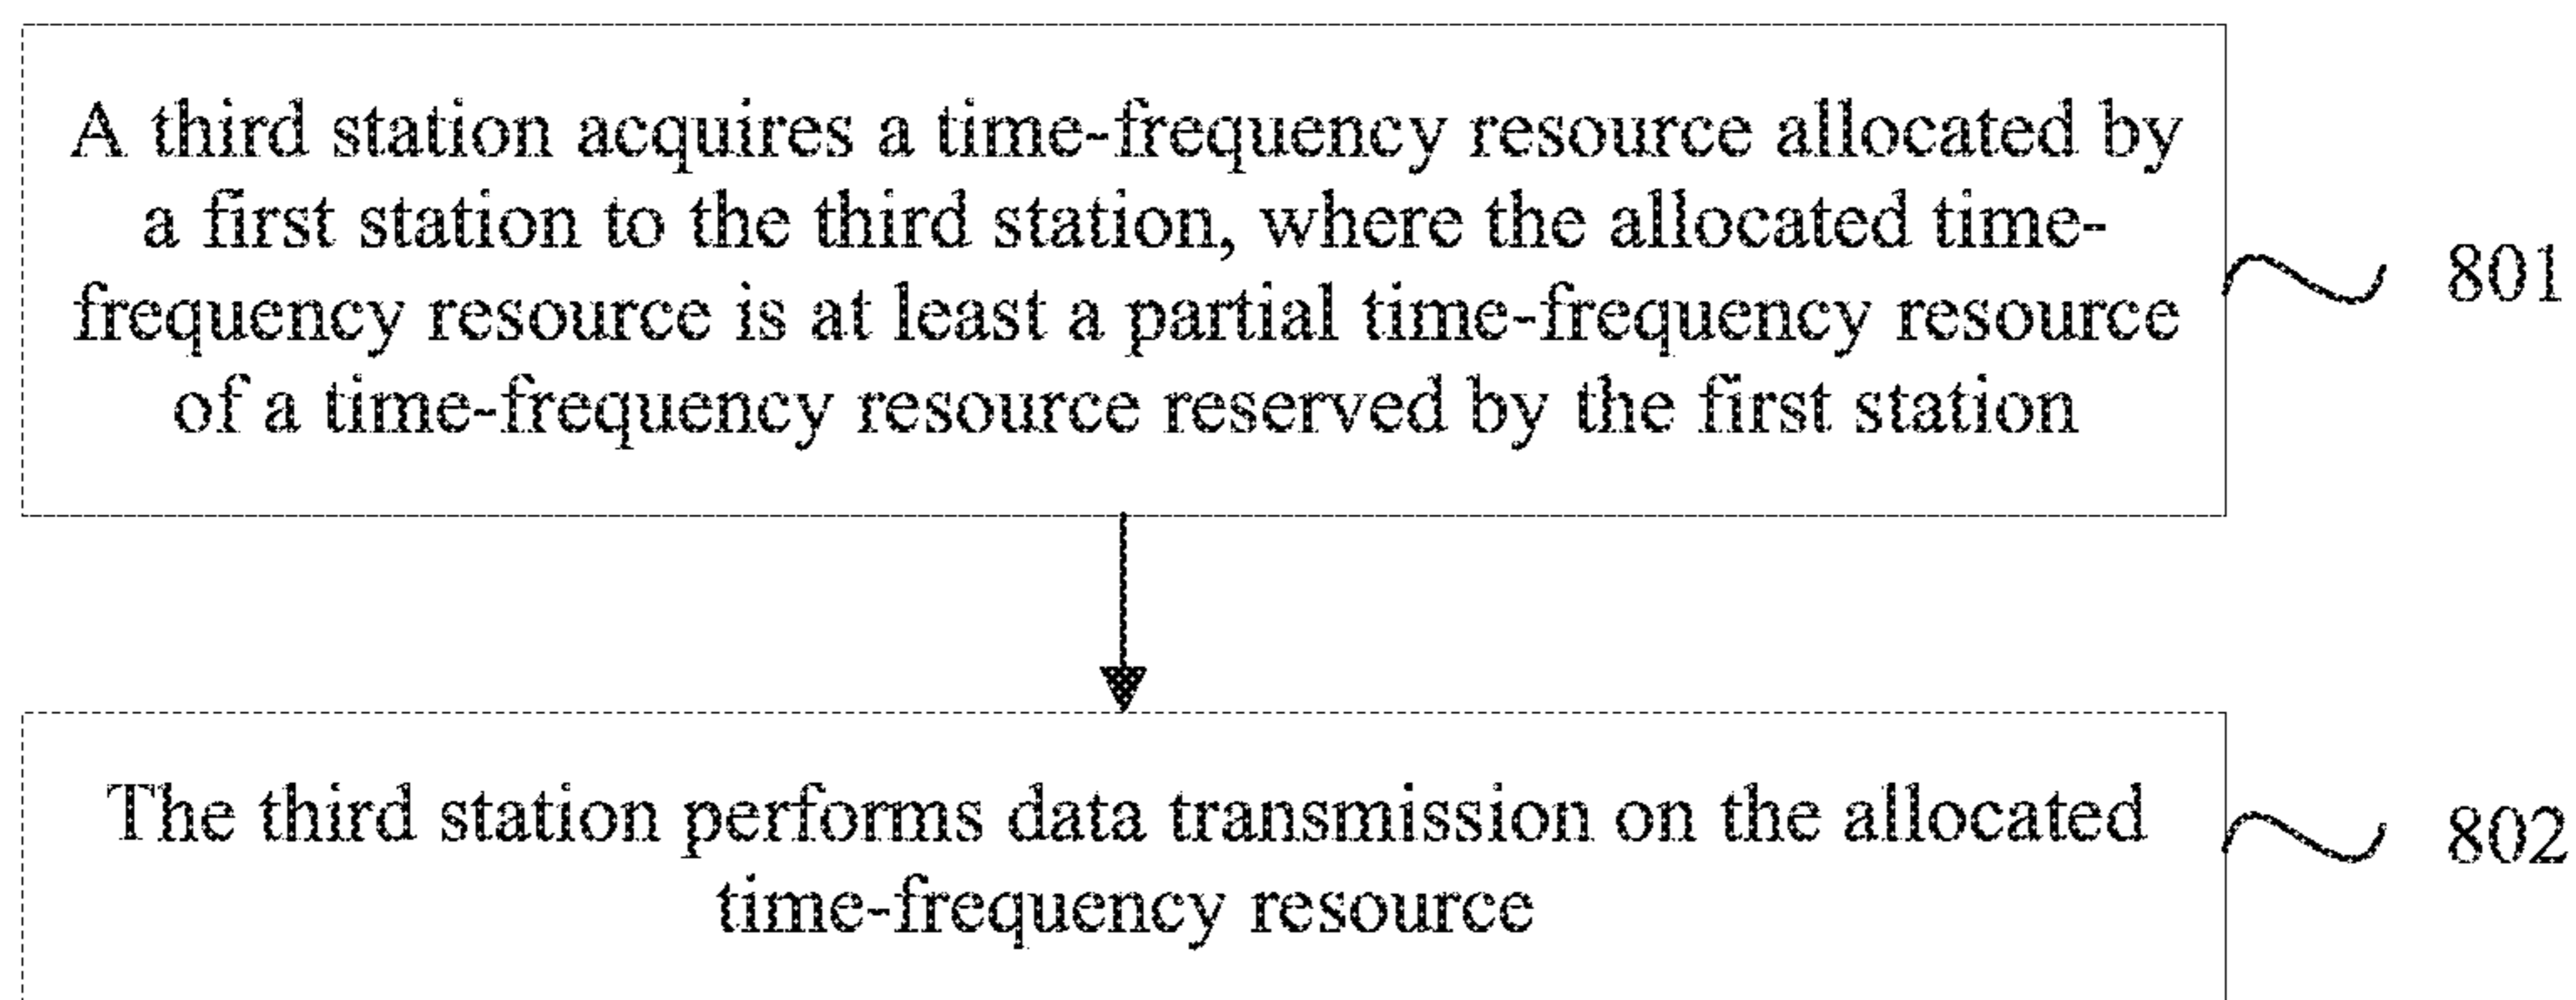 A third station acquires a time-frequency resource allocated by
a first station to the third station, where the allocated time-
frequency resource is at least a partial time-frequency resource
of a time-frequency resource reserved by the first station
801
The third station performs data transmission on the allocated
time-frequency resource
802